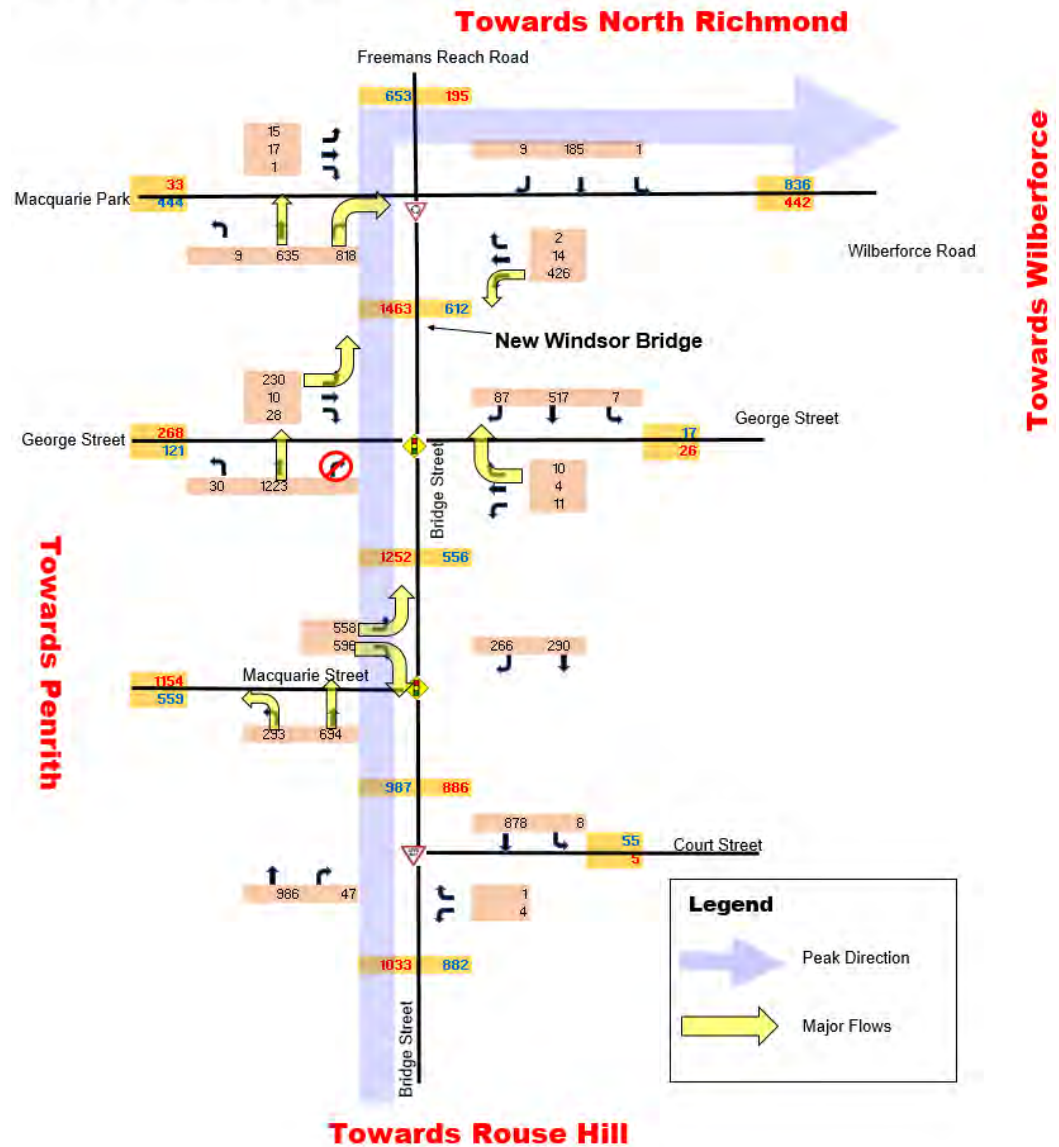 Towards North Richmond
Freemans Reach Road
653 195
15
17
1
9 185 1
Macquarie Park
33
444
836
442
Wilberforce Road
9 635 818
2
14
426
Towards Wilberforce
1463 612
New Windsor Bridge
230
10
28
87 517 7
George Street
268
121
George Street
17
26
30 1223
10
4
11
Bridge Street
1252 556
Towards Penrith
558
596
266 290
Macquarie Street
1154
559
293 694
987 886
878 8
55
5
Court Street
986 47
1
4
1033 882
Bridge Street
Legend
Peak Direction
Major Flows
Towards Rouse Hill